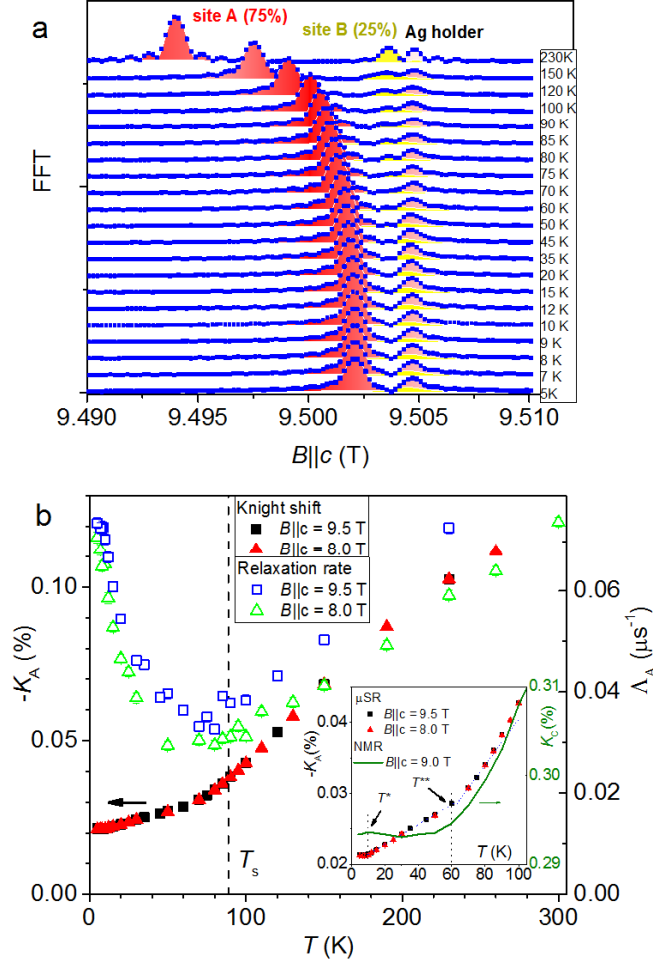 a
site A (75%)
site B (25%) Ag holder
FFT
230K
150 K
120 K
100 K
90 K
85 K
80 K
75 K
70 K
60 K
50 K
45 K
35 K
20 K
15 K
12 K
10 K
9 K
8 K
7 K
5K
9.490 9.495 9.500 9.505 9.510
B||c (T)
b
Knight shift
B||c = 9.5 T
B||c = 8.0 T
Relaxation rate
B||c = 9.5 T
B||c = 8.0 T
-K_A (%)
0.10
0.05
0.00
Λ_A (μs⁻¹)
0.06
0.04
0.02
0.00
T_s
μSR
B||c = 9.5 T
B||c = 8.0 T
NMR
B||c = 9.0 T
T*
T**
-K_A(%)
0.04
0.03
0.02
K_C(%)
0.31
0.30
0.29
0 20 40 60 80 100
T (K)
0 100 200 300
T (K)